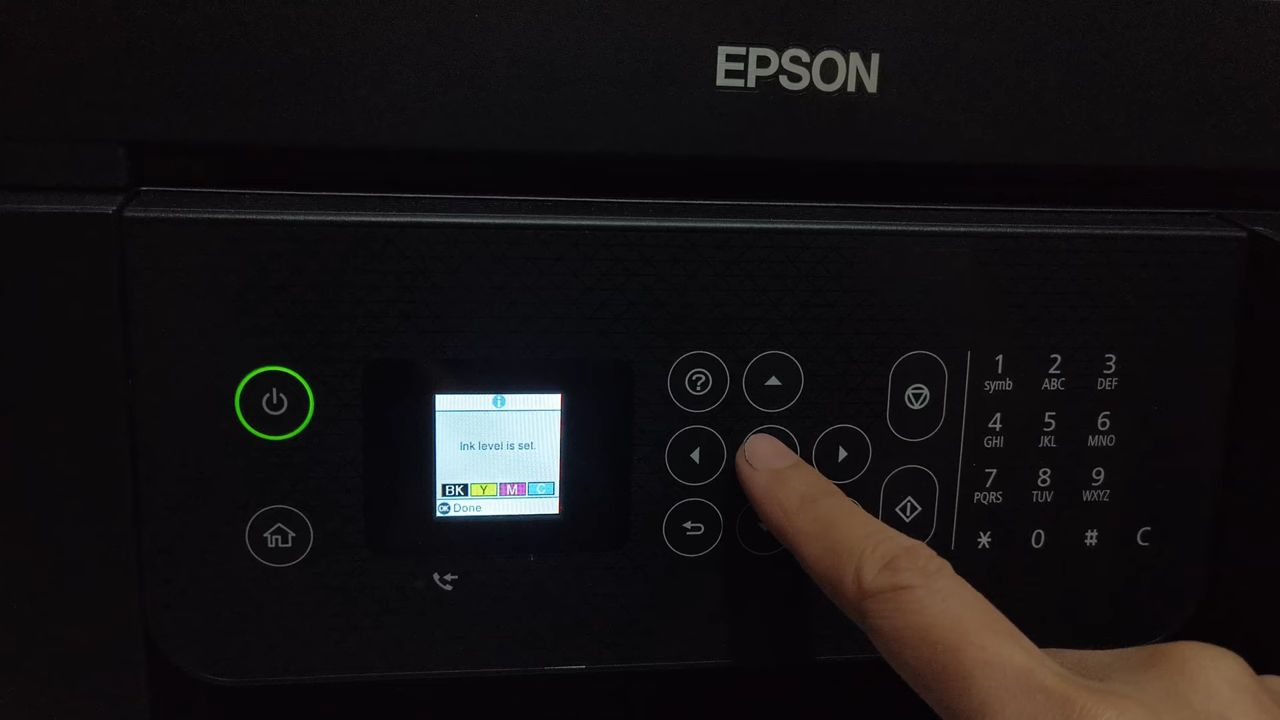 EPSON
Ink level is set.
BK Y M C
OK Done
?
1 2 3
symb ABC DEF
4 5 6
GHI JKL MNO
7 8 9
PQRS TUV WXYZ
* 0 # C